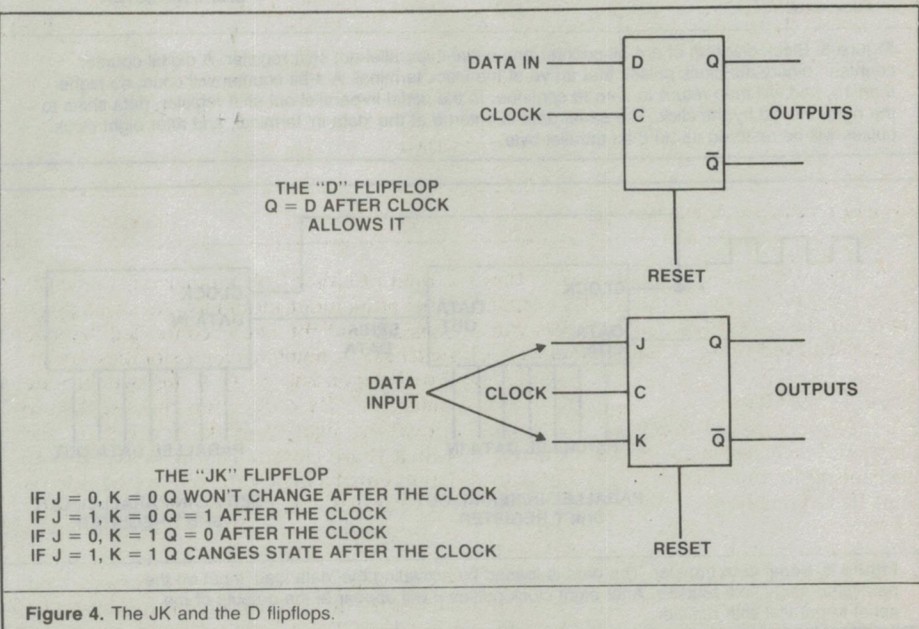 DATA IN
D
Q
CLOCK
C
OUTPUTS
Q̅
THE "D" FLIPFLOP
Q = D AFTER CLOCK
ALLOWS IT
RESET
J
Q
DATA
INPUT
CLOCK
C
OUTPUTS
K
Q̅
THE "JK" FLIPFLOP
IF J = 0, K = 0 Q WON'T CHANGE AFTER THE CLOCK
IF J = 1, K = 0 Q = 1 AFTER THE CLOCK
IF J = 0, K = 1 Q = 0 AFTER THE CLOCK
IF J = 1, K = 1 Q CANGES STATE AFTER THE CLOCK
RESET
Figure 4. The JK and the D flipflops.